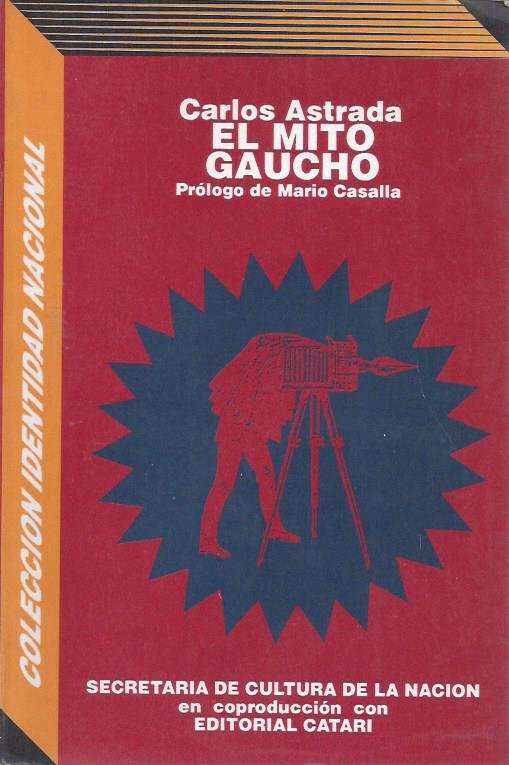 Carlos Astrada
EL MITO
GAUCHO
Prólogo de Mario Casalla
COLECCION IDENTIDAD NACIONAL
SECRETARIA DE CULTURA DE LA NACION
en coproducción con
EDITORIAL CATARI